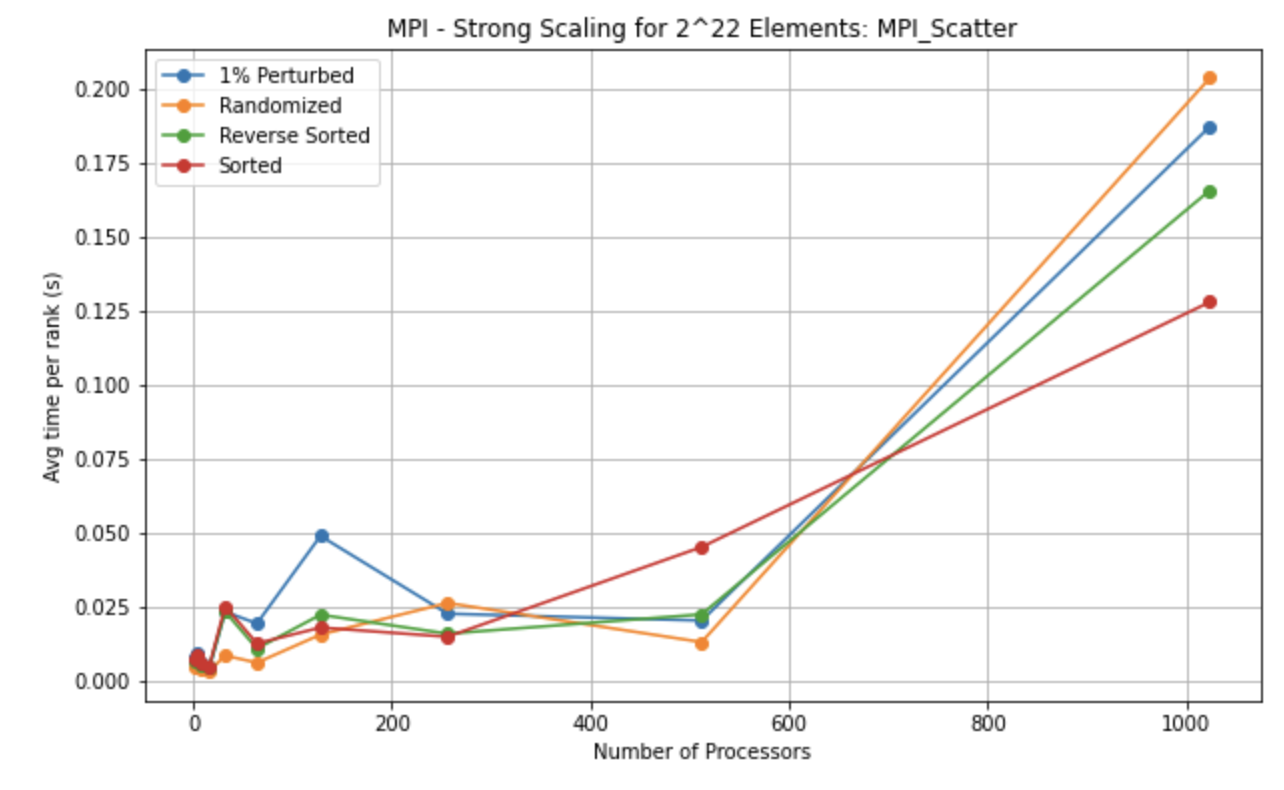 MPI - Strong Scaling for 2^22 Elements: MPI_Scatter
1% Perturbed
Randomized
Reverse Sorted
Sorted
0.200
0.175
0.150
0.125
0.100
0.075
0.050
0.025
0.000
Avg time per rank (s)
0 200 400 600 800 1000
Number of Processors